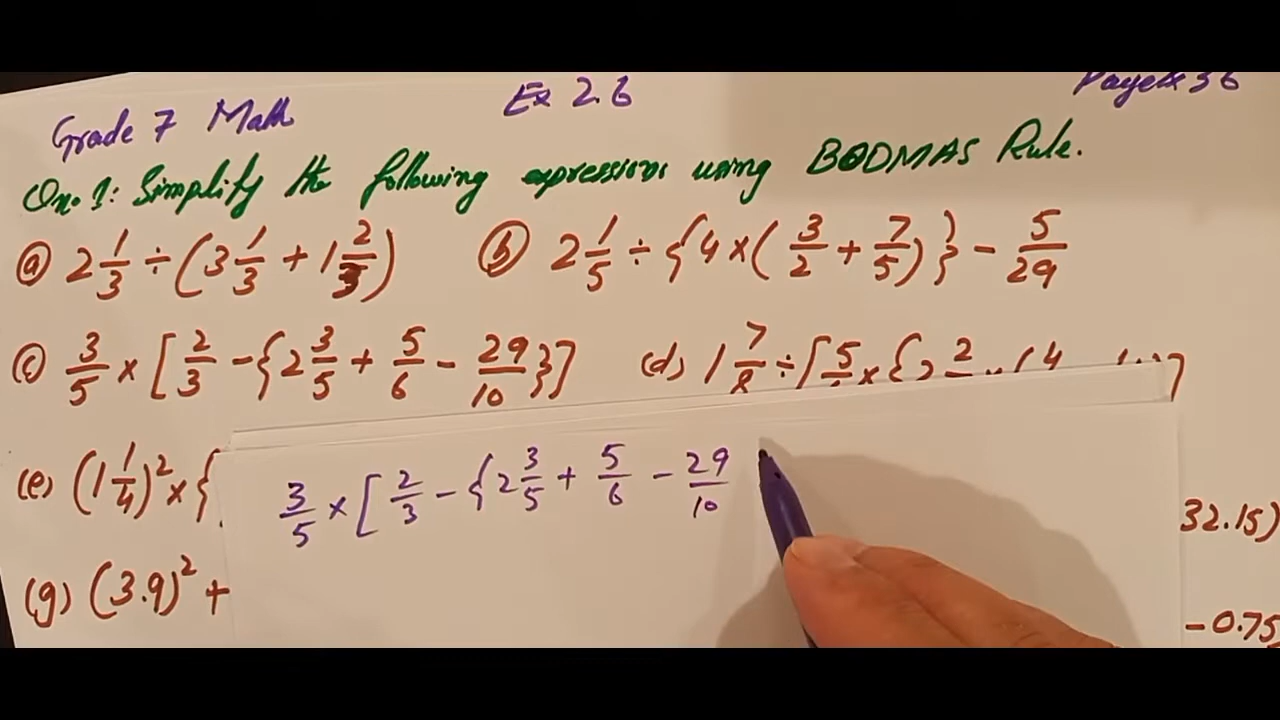 Grade 7 Math Ex 2.6
Qn.1: Simplify the following expressions using BODMAS Rule.
(a) 2 1/3 ÷ (3 1/3 + 1 2/3) (b) 2 1/5 ÷ {4 × (3/2 + 7/5)} - 5/29
(c) 3/5 × [2/3 - {2 3/5 + 5/6 - 29/10}] (d) 1 7/8 ÷ [5
(e) (1 1/4)² × {
3/5 × [2/3 - {2 3/5 + 5/6 - 29/10
32.15)
(g) (3.9)² +
- 0.75